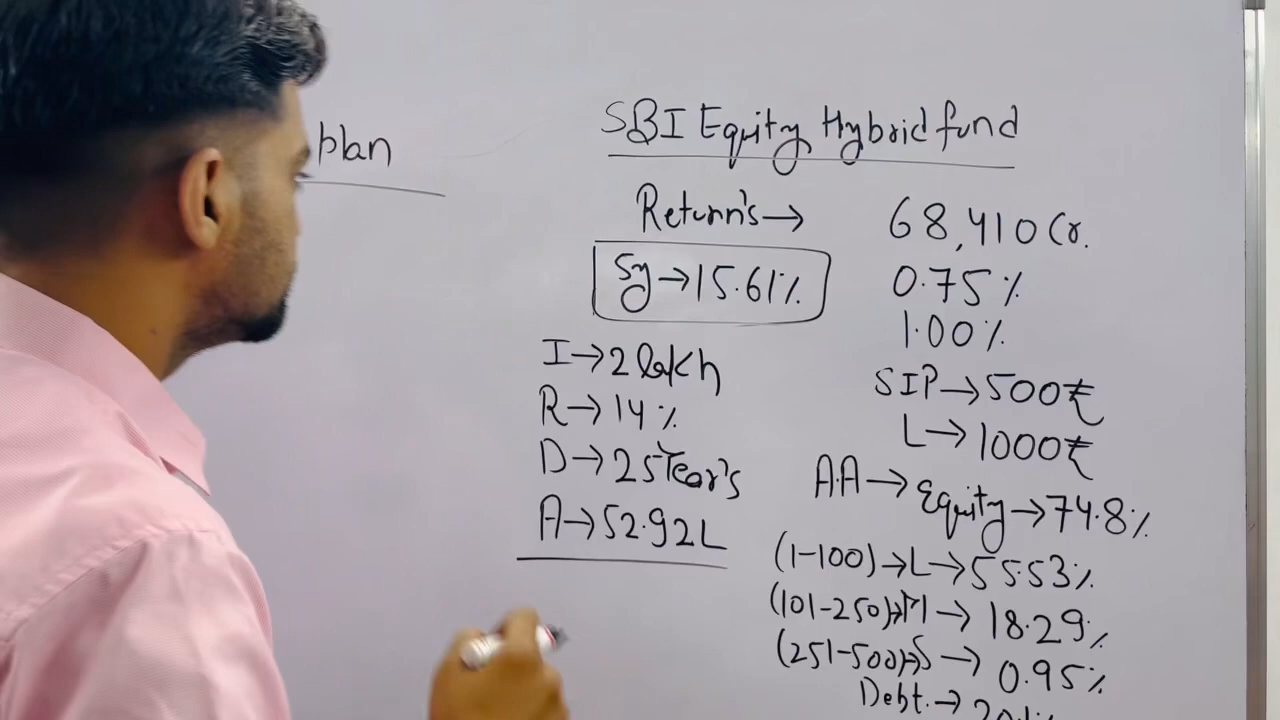 plan
SBI Equity Hybrid fund
Return's →
5y → 15.61%
I → 2 lakh
R → 14%
D → 25 Year's
A → 52.92L
68,410 Cr.
0.75%
1.00%
SIP → 500₹
L → 1000₹
A.A → Equity → 74.8%
(1-100) → L → 55.53%
(101-250) → M → 18.29%
(251-500) → S → 0.95%
Debt. →